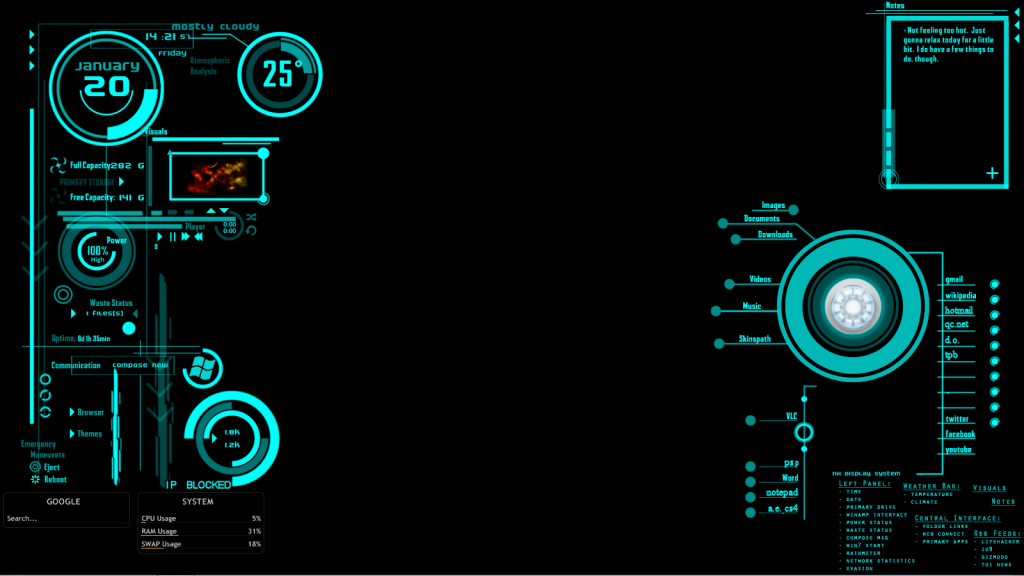 mostly cloudy
14 :21 57
friday
Atmospheric
Analysis
january
20
25°
Visuals
Full Capacity282 G
PRIMARY STORAGE
Free Capacity: 141 G
Player
0:00
0:00
0
Power
100%
High
Waste Status
1 FILES(S)
Uptime: 0d 1h 35min
Communication
compose new
Browser
Themes
Emergency
Maneuvers
Eject
Reboot
1.8k
1.2k
IP BLOCKED
GOOGLE
Search...
SYSTEM
CPU Usage 5%
RAM Usage 31%
SWAP Usage 18%
Notes
- Not feeling too hot. Just
gonna relax today for a little
bit. I do have a few things to
do, though.
+
Images
Documents
Downloads
Videos
Music
Skinspath
gmail
wikipedia
hotmail
qc.net
d.o.
tpb
twitter
facebook
youtube
VLC
psp
Word
notepad
a.e. cs4
nx display system
Left Panel:
- Time
- Date
- Primary Drive
- Winamp Interface
- Power Status
- Waste Status
- Compose Msg
- Win7 Start
- Rainmeter
- Network Statistics
- Evasion
Weather Bar:
- Temperature
- Climate
Visuals
Notes
Central Interface:
- Folder Links
- Web Connect
- Primary Apps
RSS Feeds:
- Lifehacker
- io9
- Gizmodo
- TOI News